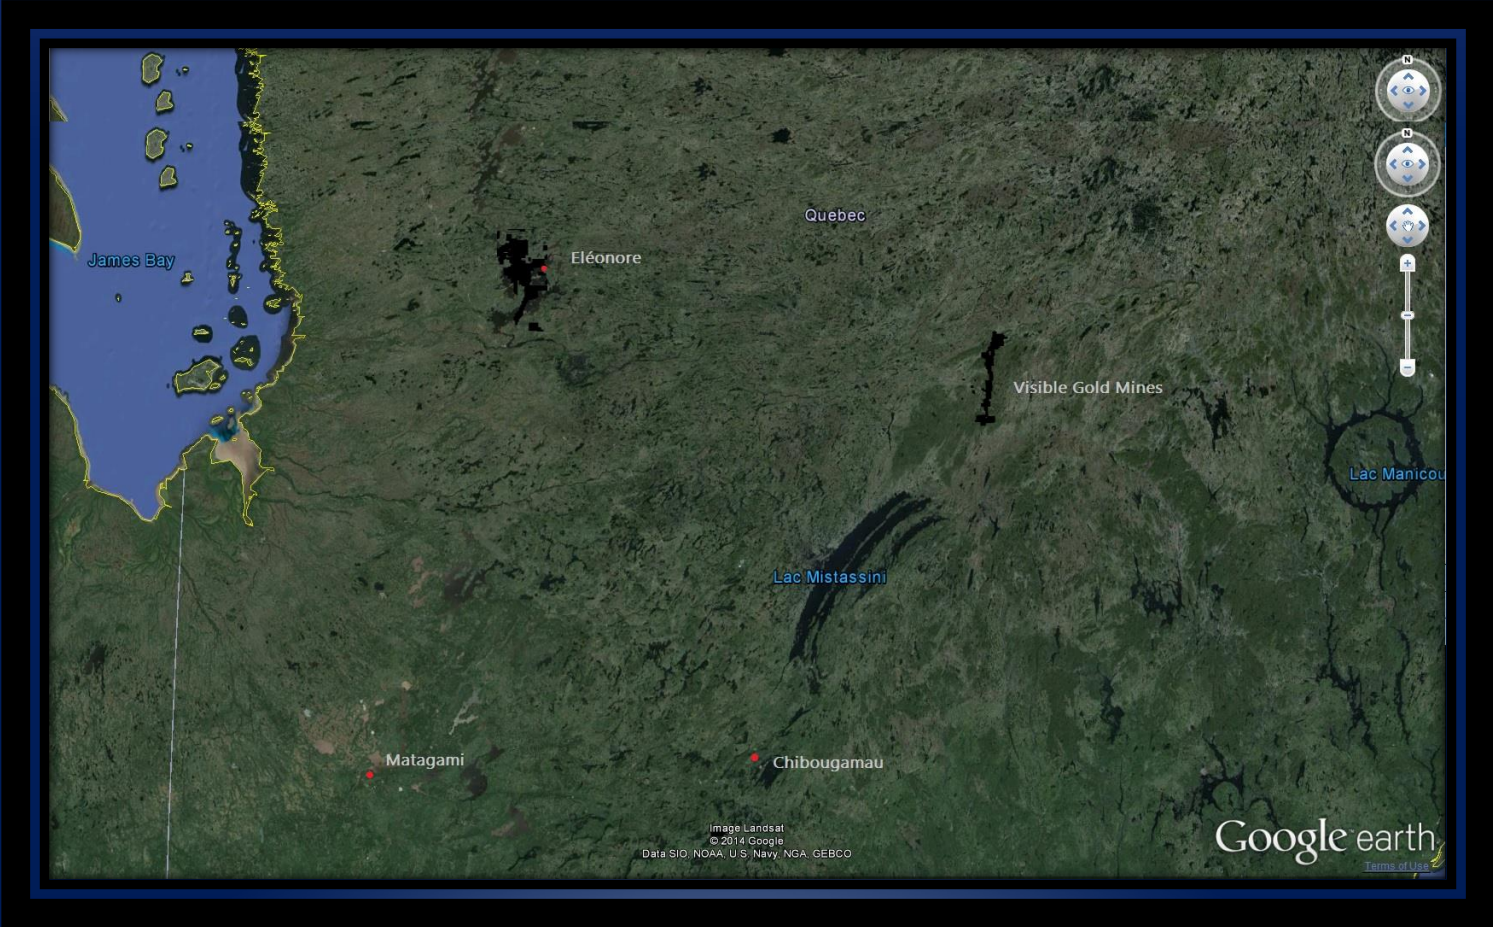 N
N
Quebec
Eléonore
James Bay
Visible Gold Mines
Lac Manicou
Lac Mistassini
Matagami
Chibougamau
Image Landsat
© 2014 Google
Data SIO, NOAA, U.S. Navy, NGA, GEBCO
Google earth
Terms of Use